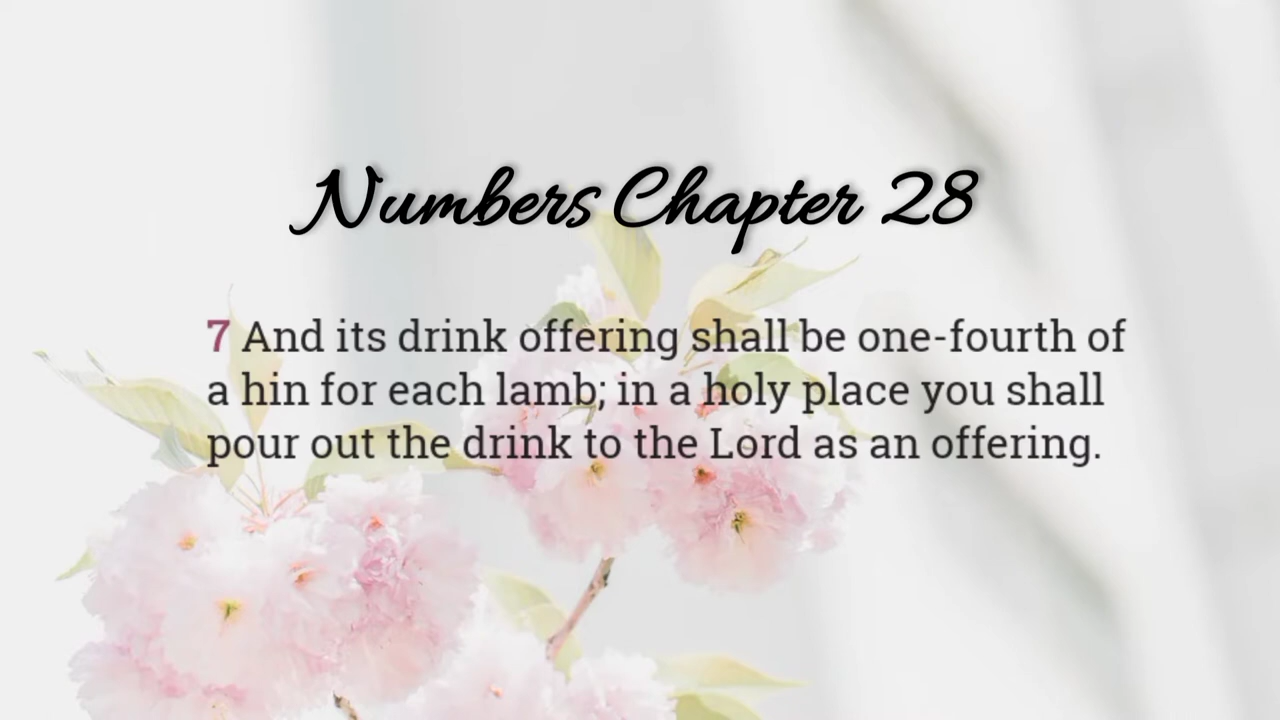 Numbers Chapter 28
7 And its drink offering shall be one-fourth of
a hin for each lamb; in a holy place you shall
pour out the drink to the Lord as an offering.